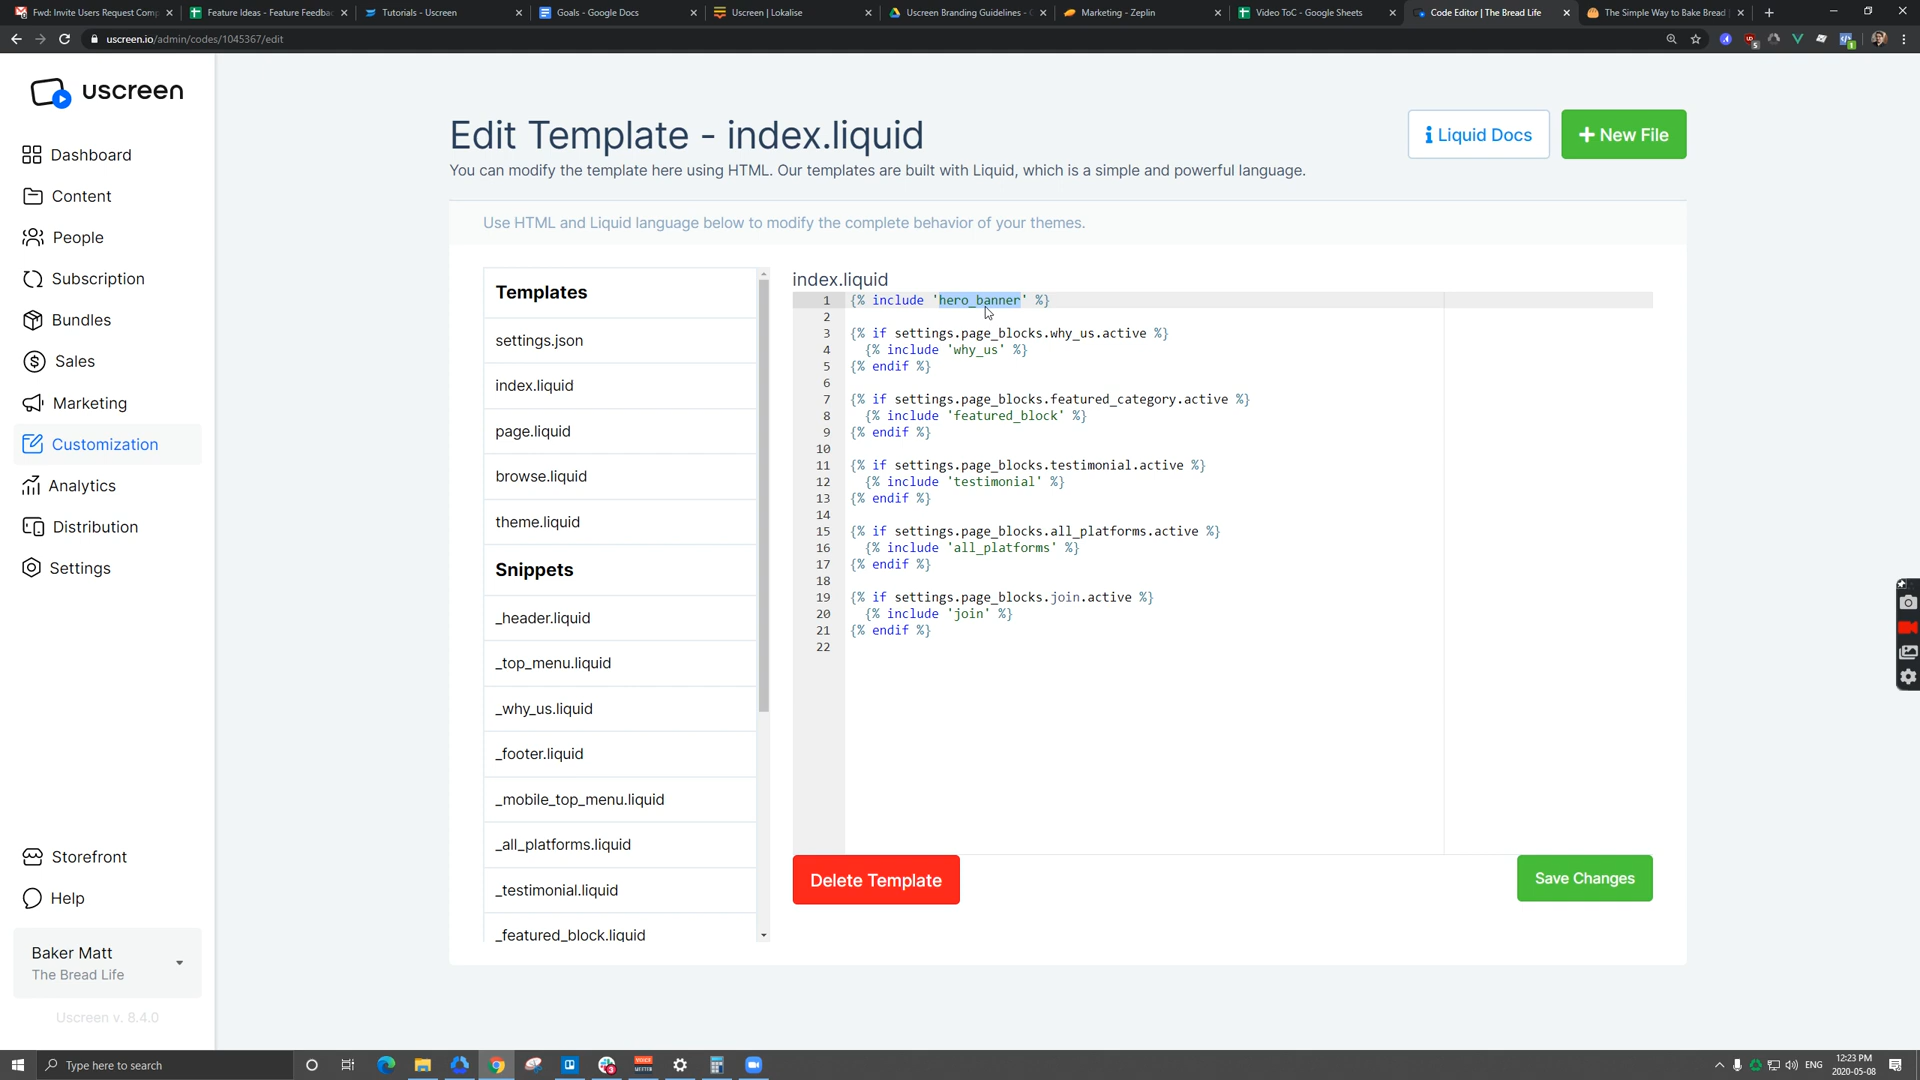 Fwd: Invite Users Request Comp
Feature Ideas - Feature Feedbac
Tutorials - Uscreen
Goals - Google Docs
Uscreen | Lokalise
Uscreen Branding Guidelines -
Marketing - Zeplin
Video ToC - Google Sheets
Code Editor | The Bread Life
The Simple Way to Bake Bread
uscreen.io/admin/codes/1045367/edit
uscreen
Dashboard
Content
People
Subscription
Bundles
Sales
Marketing
Customization
Analytics
Distribution
Settings
Storefront
Help
Baker Matt
The Bread Life
Uscreen v. 8.4.0
Edit Template - index.liquid
You can modify the template here using HTML. Our templates are built with Liquid, which is a simple and powerful language.
Liquid Docs
+ New File
Use HTML and Liquid language below to modify the complete behavior of your themes.
Templates
settings.json
index.liquid
page.liquid
browse.liquid
theme.liquid
Snippets
_header.liquid
_top_menu.liquid
_why_us.liquid
_footer.liquid
_mobile_top_menu.liquid
_all_platforms.liquid
_testimonial.liquid
_featured_block.liquid
index.liquid
1 {% include 'hero_banner' %}
2
3 {% if settings.page_blocks.why_us.active %}
4 {% include 'why_us' %}
5 {% endif %}
6
7 {% if settings.page_blocks.featured_category.active %}
8 {% include 'featured_block' %}
9 {% endif %}
10
11 {% if settings.page_blocks.testimonial.active %}
12 {% include 'testimonial' %}
13 {% endif %}
14
15 {% if settings.page_blocks.all_platforms.active %}
16 {% include 'all_platforms' %}
17 {% endif %}
18
19 {% if settings.page_blocks.join.active %}
20 {% include 'join' %}
21 {% endif %}
22
Delete Template
Save Changes
Type here to search
ENG
12:23 PM
2020-05-08